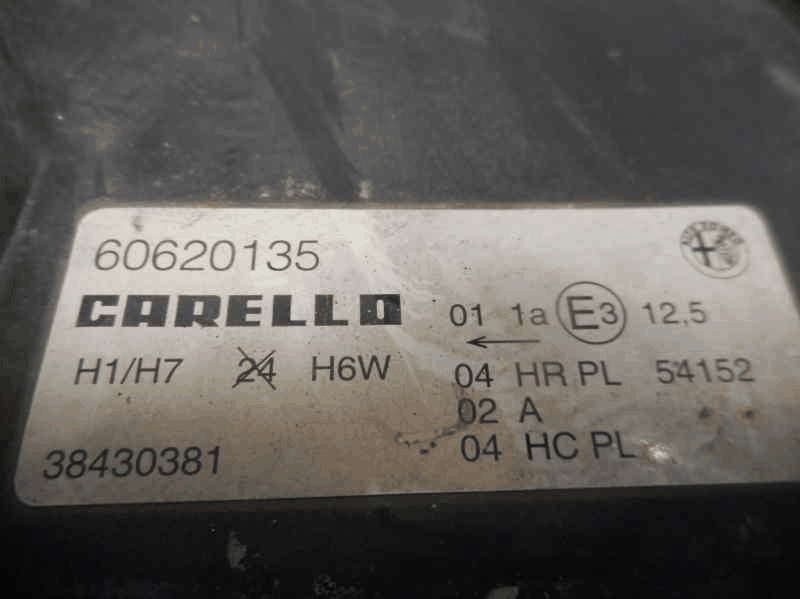 60620135
CARELLO
01 1a E3 12,5
H1/H7 24 H6W
04 HR PL 54152
02 A
04 HC PL
38430381